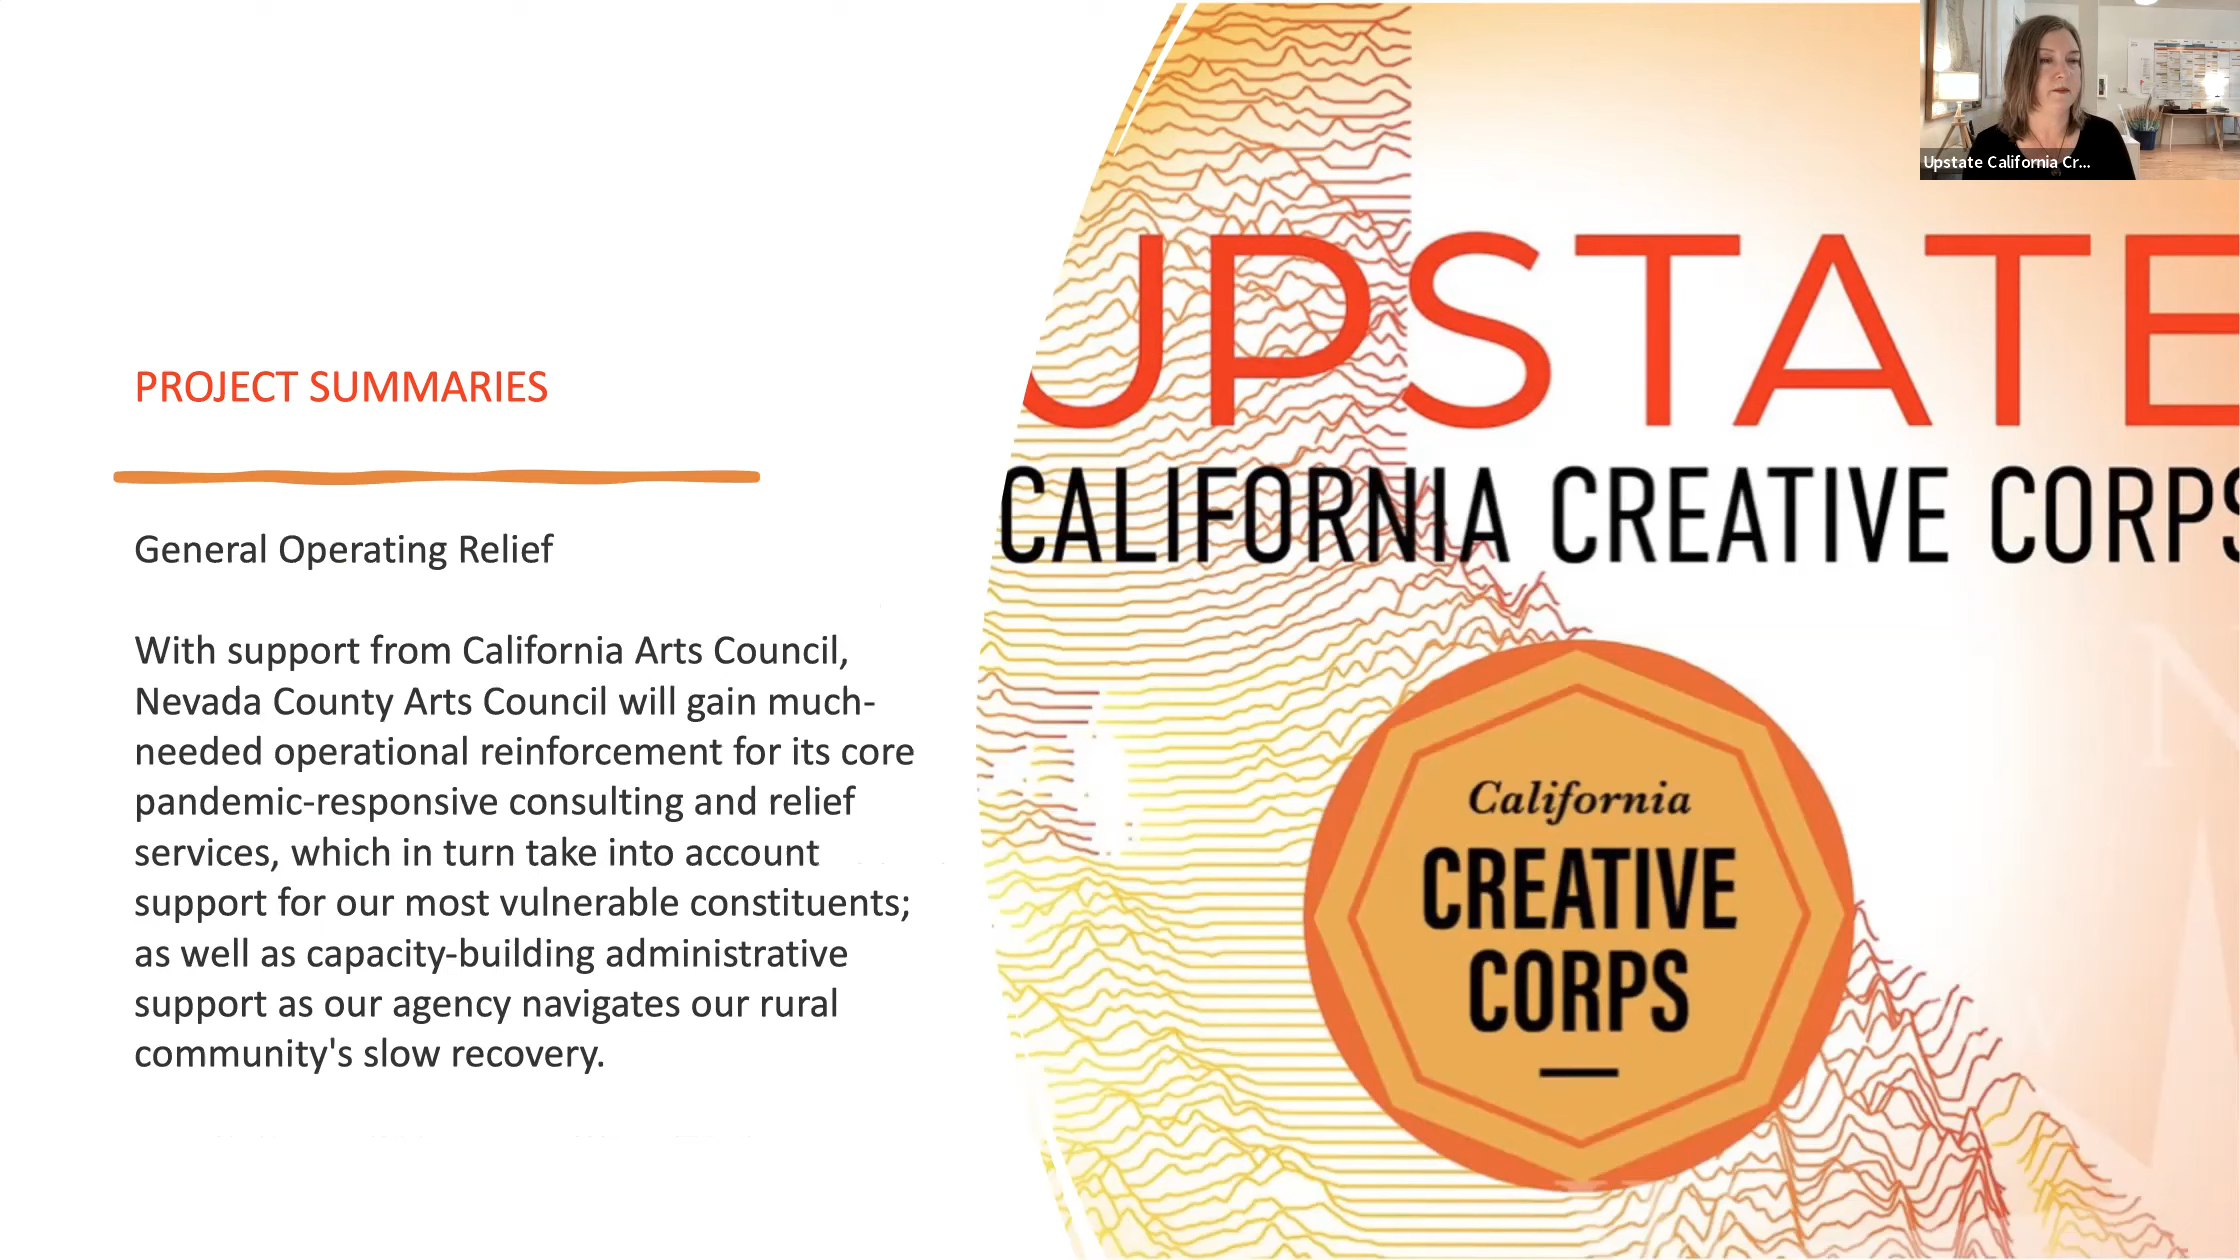 PROJECT SUMMARIES
General Operating Relief
With support from California Arts Council,
Nevada County Arts Council will gain much-
needed operational reinforcement for its core
pandemic-responsive consulting and relief
services, which in turn take into account
support for our most vulnerable constituents;
as well as capacity-building administrative
support as our agency navigates our rural
community's slow recovery.
UPSTATE
CALIFORNIA CREATIVE CORPS
California
CREATIVE
CORPS
Upstate California Cr...